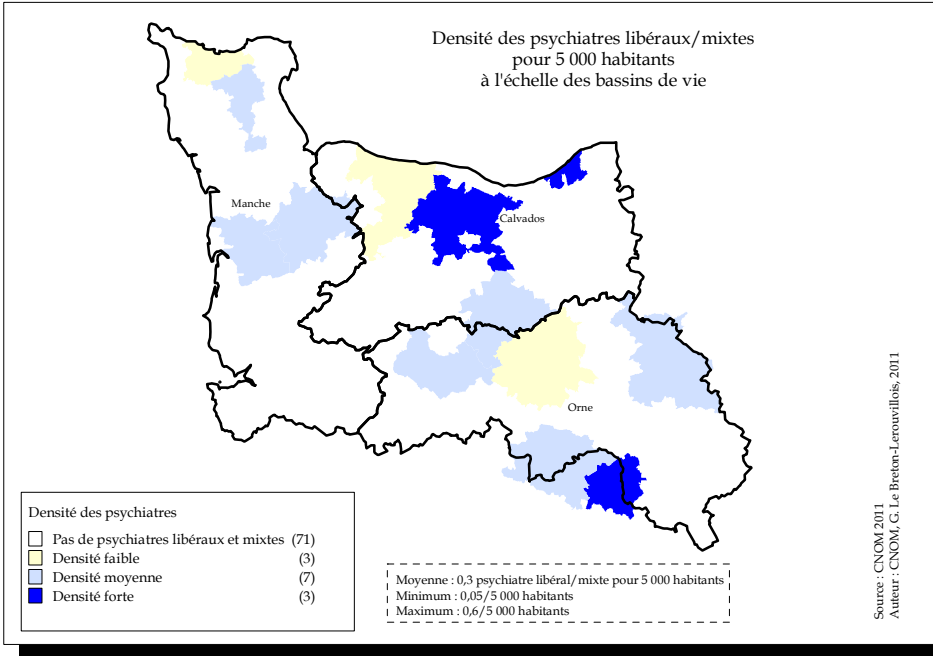 Densité des psychiatres libéraux/mixtes
pour 5 000 habitants
à l'échelle des bassins de vie
Manche
Calvados
Orne
Densité des psychiatres
Pas de psychiatres libéraux et mixtes (71)
Densité faible (3)
Densité moyenne (7)
Densité forte (3)
Moyenne : 0,3 psychiatre libéral/mixte pour 5 000 habitants
Minimum : 0,05/5 000 habitants
Maximum : 0,6/5 000 habitants
Source : CNOM 2011
Auteur : CNOM, G. Le Breton-Lerouvillois, 2011